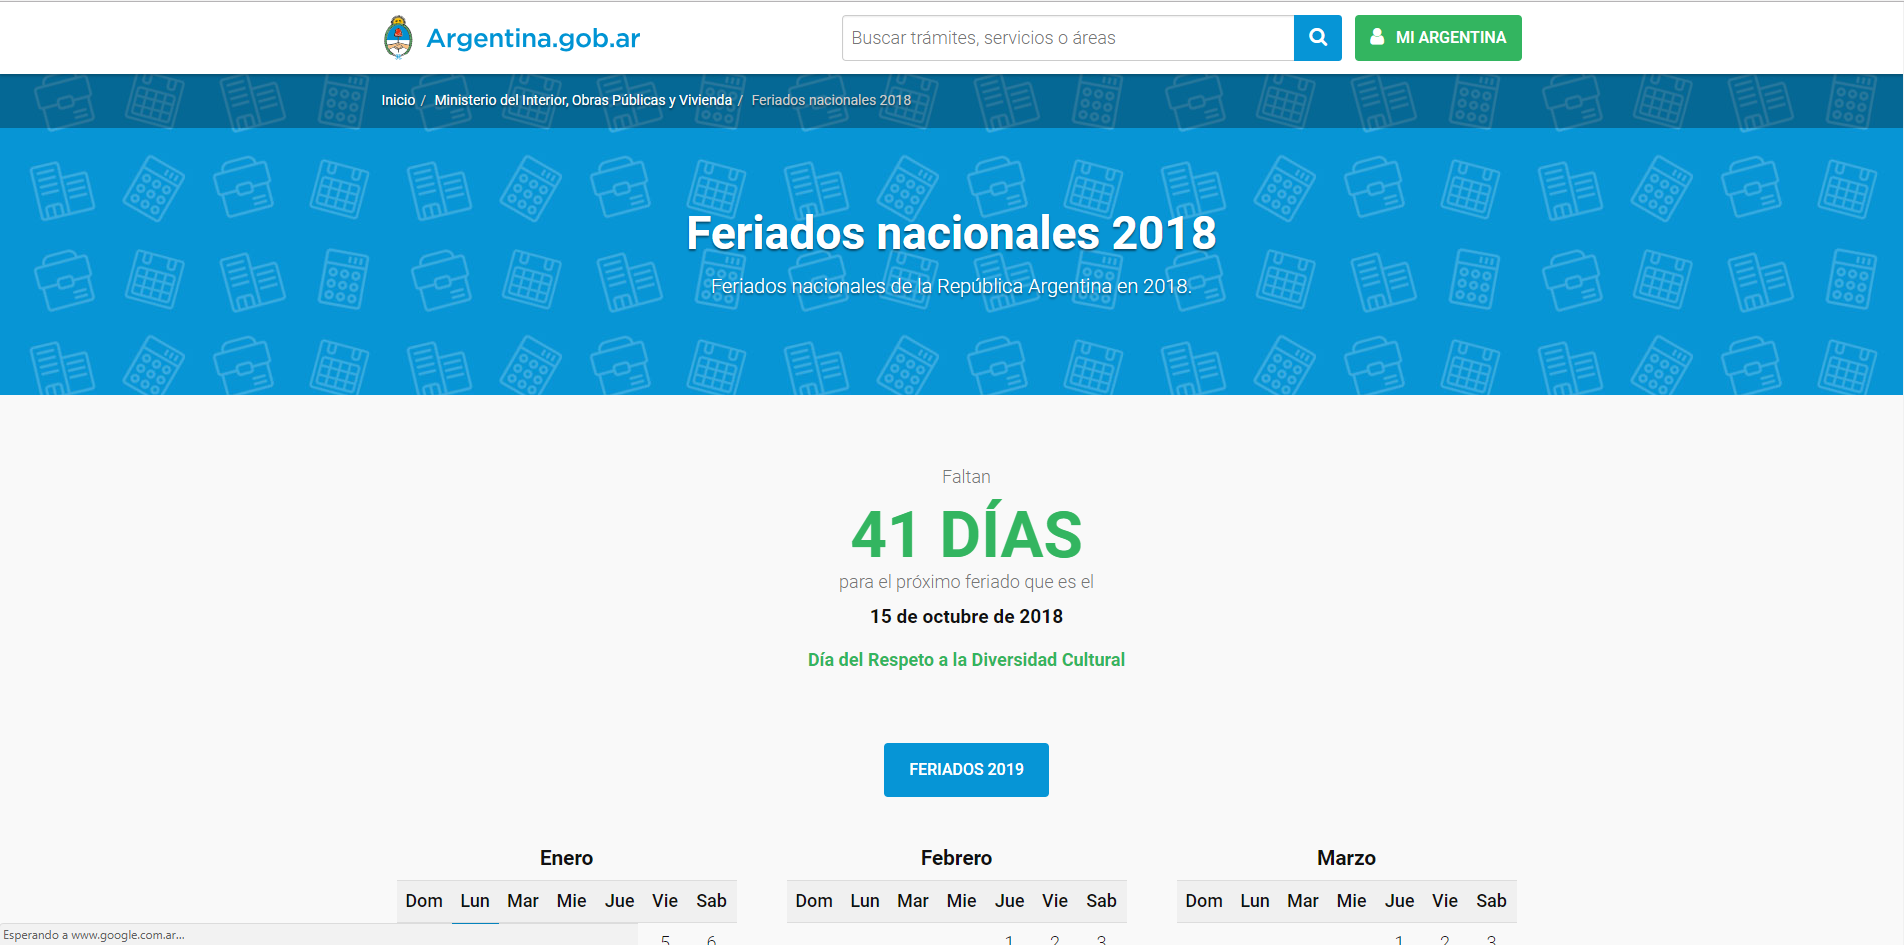 Argentina.gob.ar
Buscar trámites, servicios o áreas
MI ARGENTINA
Inicio / Ministerio del Interior, Obras Públicas y Vivienda / Feriados nacionales 2018
Feriados nacionales 2018
Feriados nacionales de la República Argentina en 2018.
Faltan
41 DÍAS
para el próximo feriado que es el
15 de octubre de 2018
Día del Respeto a la Diversidad Cultural
FERIADOS 2019
Enero
Dom Lun Mar Mie Jue Vie Sab
5 6
Febrero
Dom Lun Mar Mie Jue Vie Sab
1 2 3
Marzo
Dom Lun Mar Mie Jue Vie Sab
1 2 3
Esperando a www.google.com.ar...